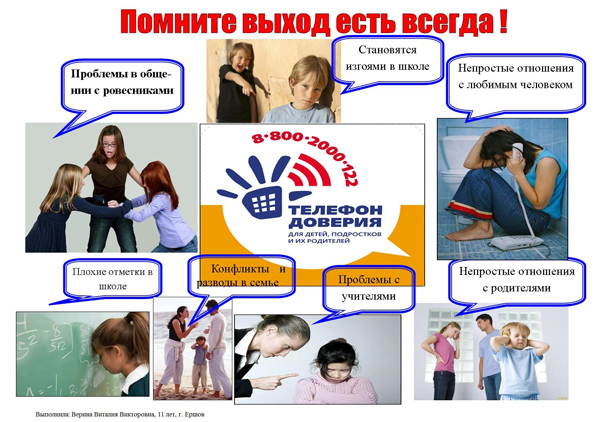 Помните выход есть всегда !
Становятся
изгоями в школе
Проблемы в обще-
нии с ровесниками
Непростые отношения
с любимым человеком
8-800-2000-122
ТЕЛЕФОН
ДОВЕРИЯ
ДЛЯ ДЕТЕЙ, ПОДРОСТКОВ
И ИХ РОДИТЕЛЕЙ
Плохие отметки в
школе
Конфликты и
разводы в семье
Проблемы с
учителями
Непростые отношения
с родителями
Выполнила: Верина Виталия Викторовна, 11 лет, г. Ершов